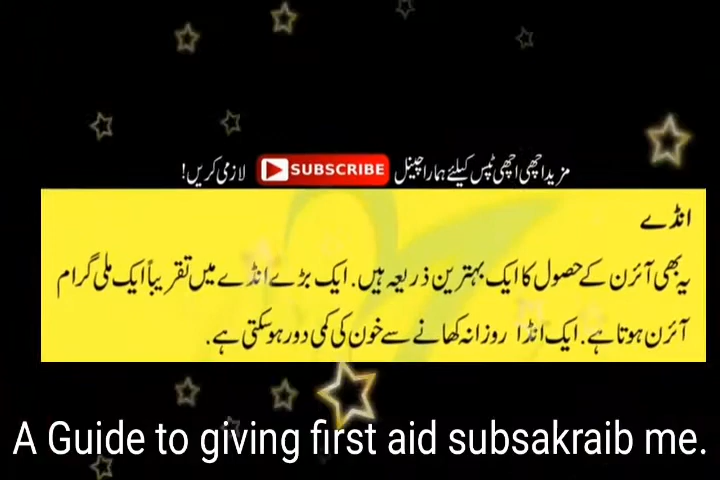 مزید اچھی اچھی ٹپس کیلئے ہمارا چینل SUBSCRIBE لازمی کریں!
انڈے
یہ بھی آئرن کے حصول کا ایک بہترین ذریعہ ہیں. ایک بڑے انڈے میں تقریباً ایک ملی گرام
آئرن ہوتا ہے. ایک انڈا روزانہ کھانے سے خون کی کمی دور ہوسکتی ہے.
A Guide to giving first aid subsakraib me.